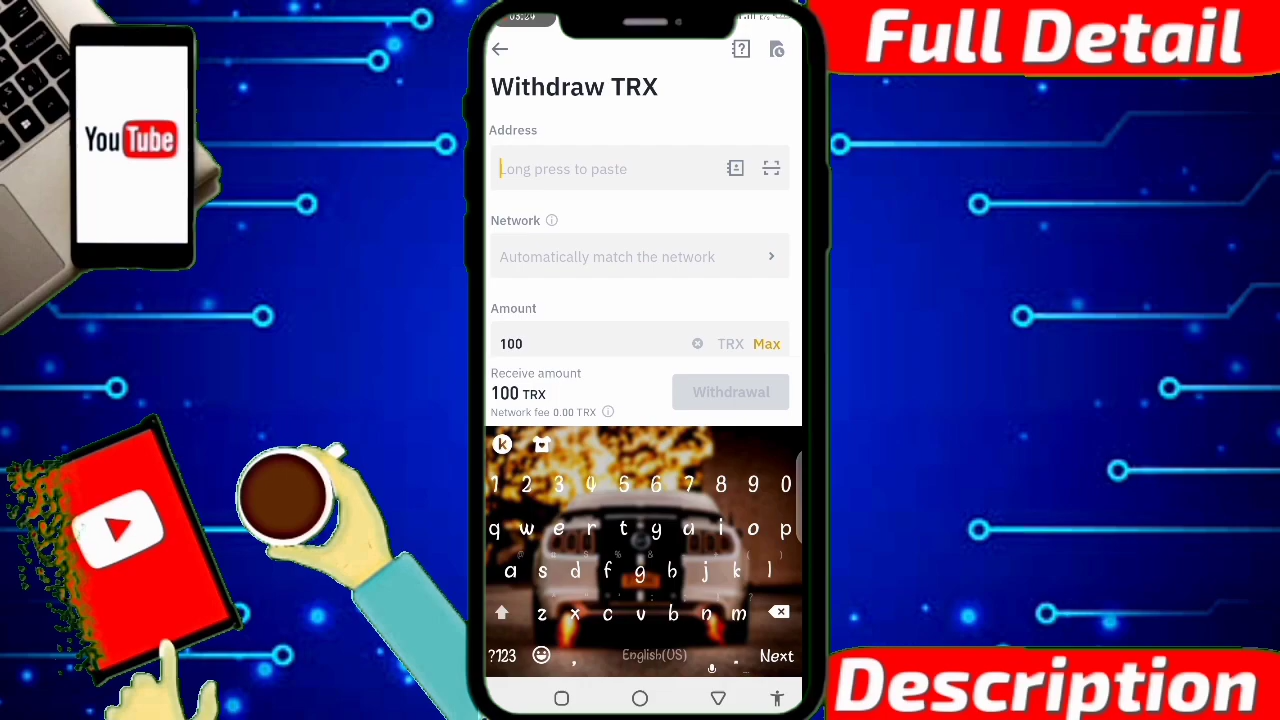 Full Detail
YouTube
03:29
Withdraw TRX
Address
Long press to paste
Network
Automatically match the network
Amount
100 TRX Max
Receive amount
100 TRX
Withdrawal
Network fee 0.00 TRX
1 2 3 4 5 6 7 8 9 0
q w e r t y u i o p
a s d f g h j k l
z x c v b n m
?123 , English(US) . Next
Description